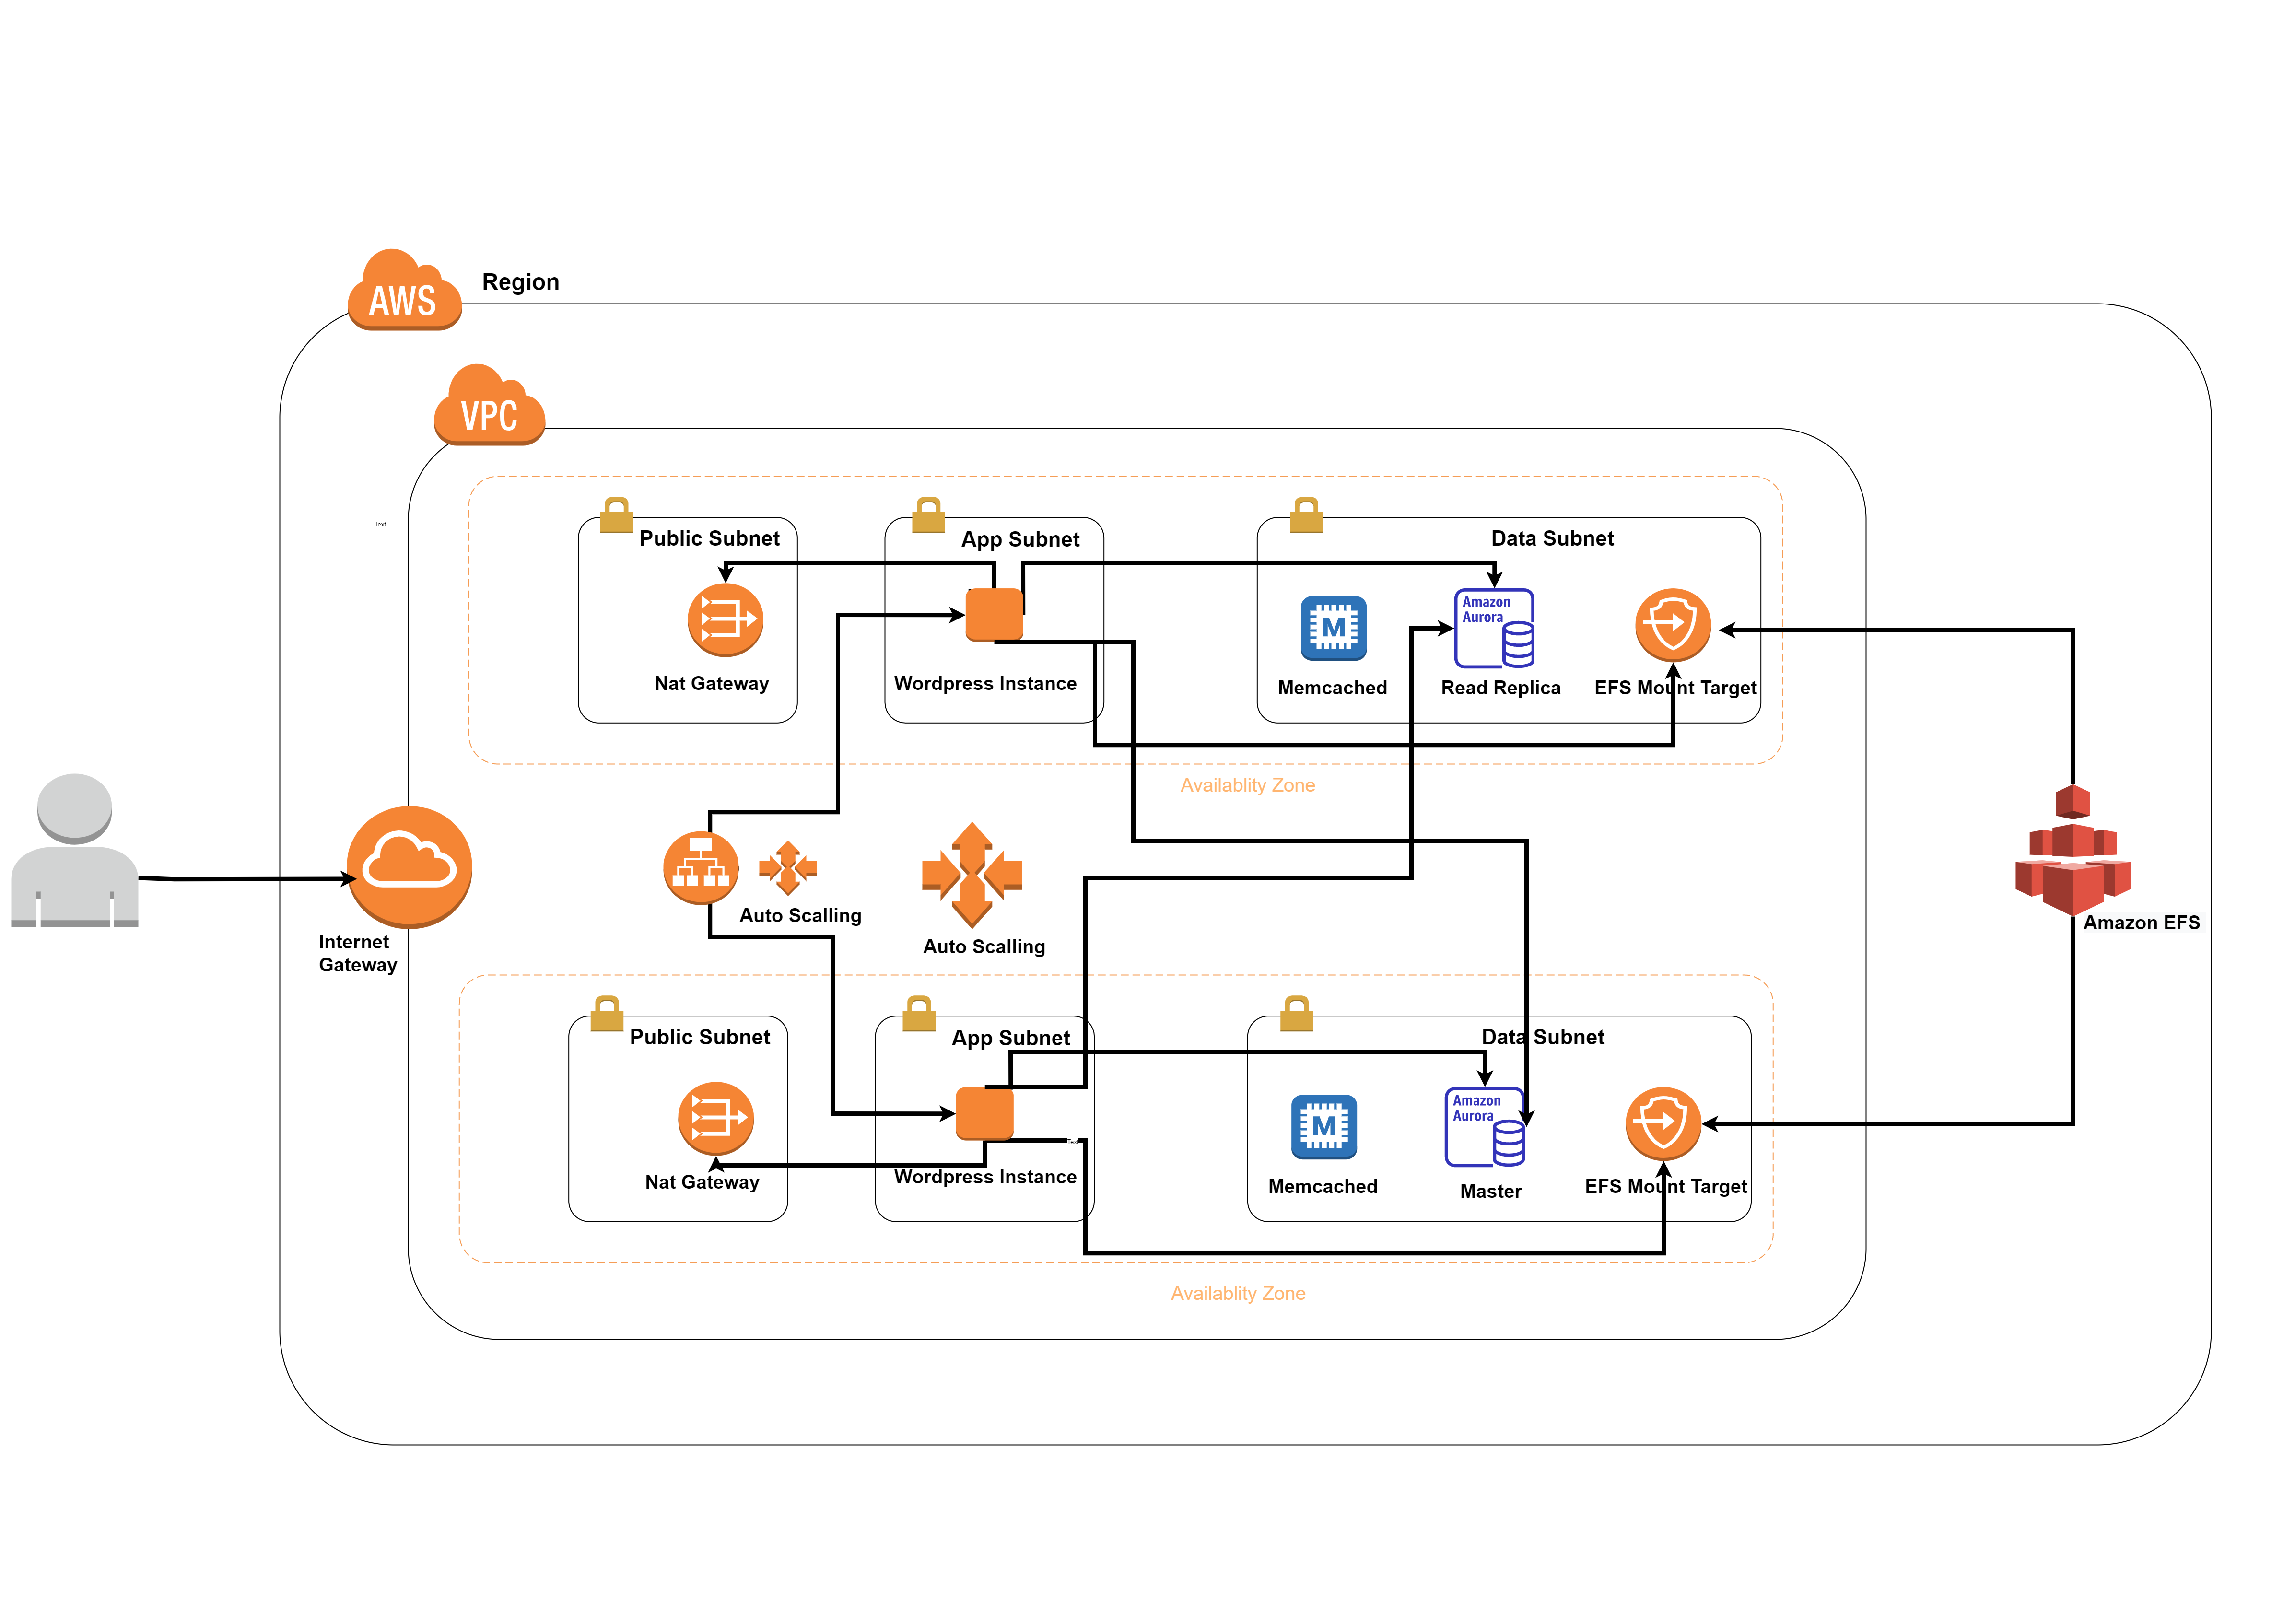 AWS
Region
VPC
Text
Public Subnet
App Subnet
Data Subnet
Amazon
Aurora
M
Nat Gateway
Wordpress Instance
Memcached
Read Replica
EFS Mount Target
Availablity Zone
Auto Scalling
Auto Scalling
Internet
Gateway
Amazon EFS
Public Subnet
App Subnet
Data Subnet
Amazon
Aurora
M
Text
Nat Gateway
Wordpress Instance
Memcached
Master
EFS Mount Target
Availablity Zone